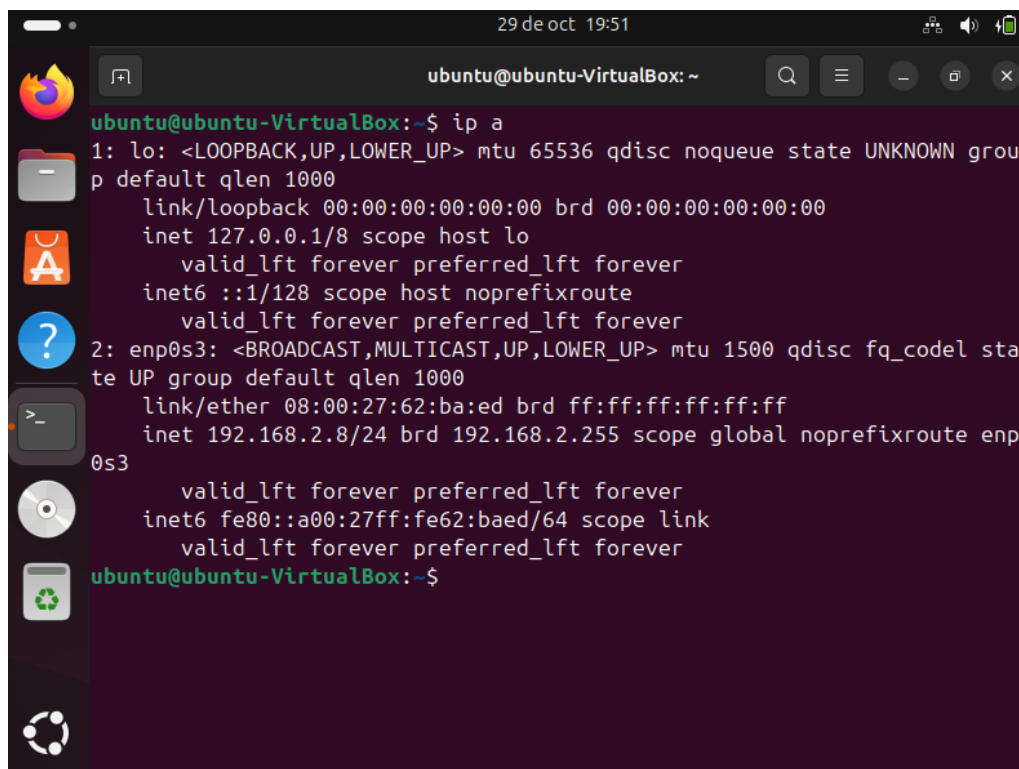 29 de oct 19:51
ubuntu@ubuntu-VirtualBox: ~
ubuntu@ubuntu-VirtualBox:~$ ip a
1: lo: <LOOPBACK,UP,LOWER_UP> mtu 65536 qdisc noqueue state UNKNOWN grou
p default qlen 1000
    link/loopback 00:00:00:00:00:00 brd 00:00:00:00:00:00
    inet 127.0.0.1/8 scope host lo
       valid_lft forever preferred_lft forever
    inet6 ::1/128 scope host noprefixroute
       valid_lft forever preferred_lft forever
2: enp0s3: <BROADCAST,MULTICAST,UP,LOWER_UP> mtu 1500 qdisc fq_codel sta
te UP group default qlen 1000
    link/ether 08:00:27:62:ba:ed brd ff:ff:ff:ff:ff:ff
    inet 192.168.2.8/24 brd 192.168.2.255 scope global noprefixroute enp
0s3
       valid_lft forever preferred_lft forever
    inet6 fe80::a00:27ff:fe62:baed/64 scope link
       valid_lft forever preferred_lft forever
ubuntu@ubuntu-VirtualBox:~$